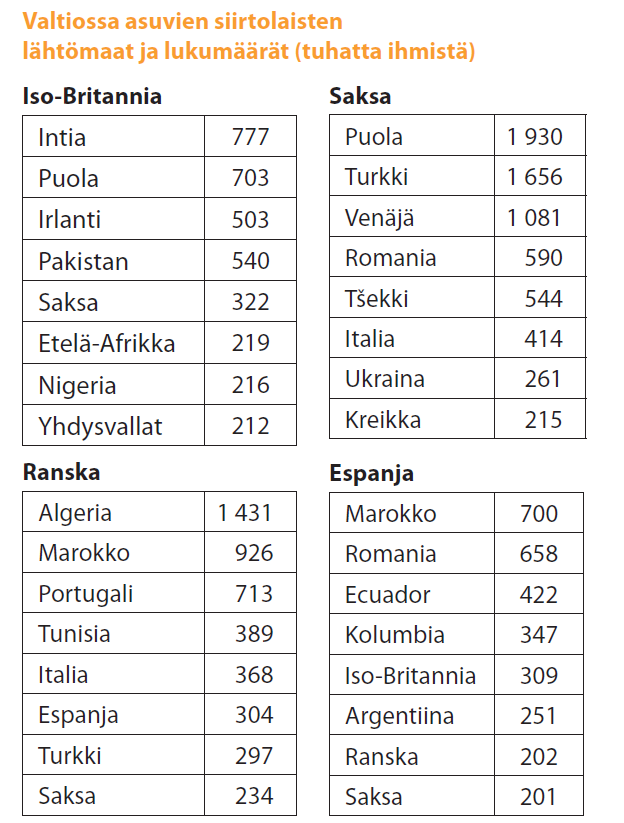 Valtiossa asuvien siirtolaisten
lähtömaat ja lukumäärät (tuhatta ihmistä)
Iso-Britannia
Intia 777
Puola 703
Irlanti 503
Pakistan 540
Saksa 322
Etelä-Afrikka 219
Nigeria 216
Yhdysvallat 212
Saksa
Puola 1 930
Turkki 1 656
Venäjä 1 081
Romania 590
Tšekki 544
Italia 414
Ukraina 261
Kreikka 215
Ranska
Algeria 1 431
Marokko 926
Portugali 713
Tunisia 389
Italia 368
Espanja 304
Turkki 297
Saksa 234
Espanja
Marokko 700
Romania 658
Ecuador 422
Kolumbia 347
Iso-Britannia 309
Argentiina 251
Ranska 202
Saksa 201